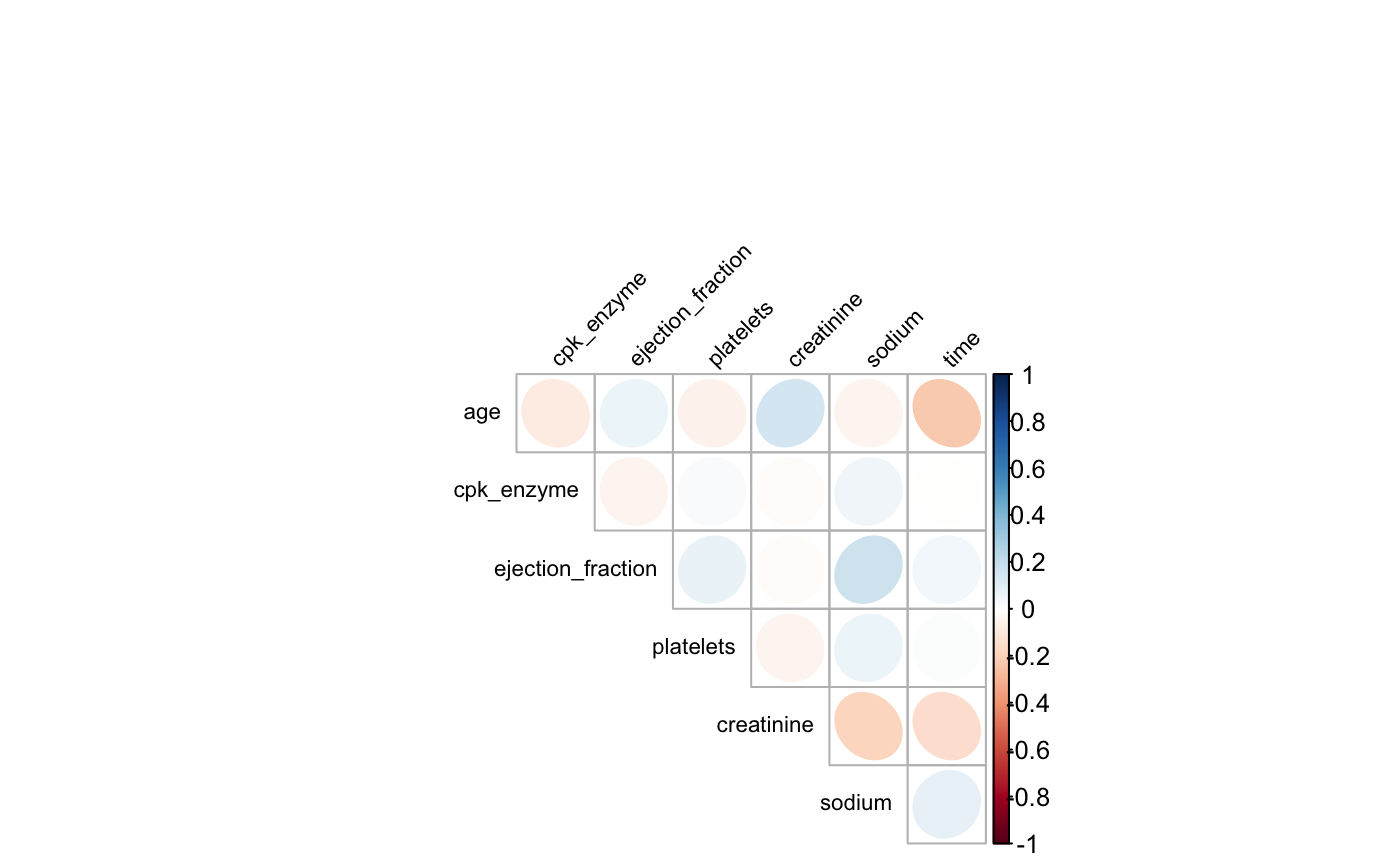 cpk_enzyme
ejection_fraction
platelets
creatinine
sodium
time
age
cpk_enzyme
ejection_fraction
platelets
creatinine
sodium
1
0.8
0.6
0.4
0.2
0
-0.2
-0.4
-0.6
-0.8
-1